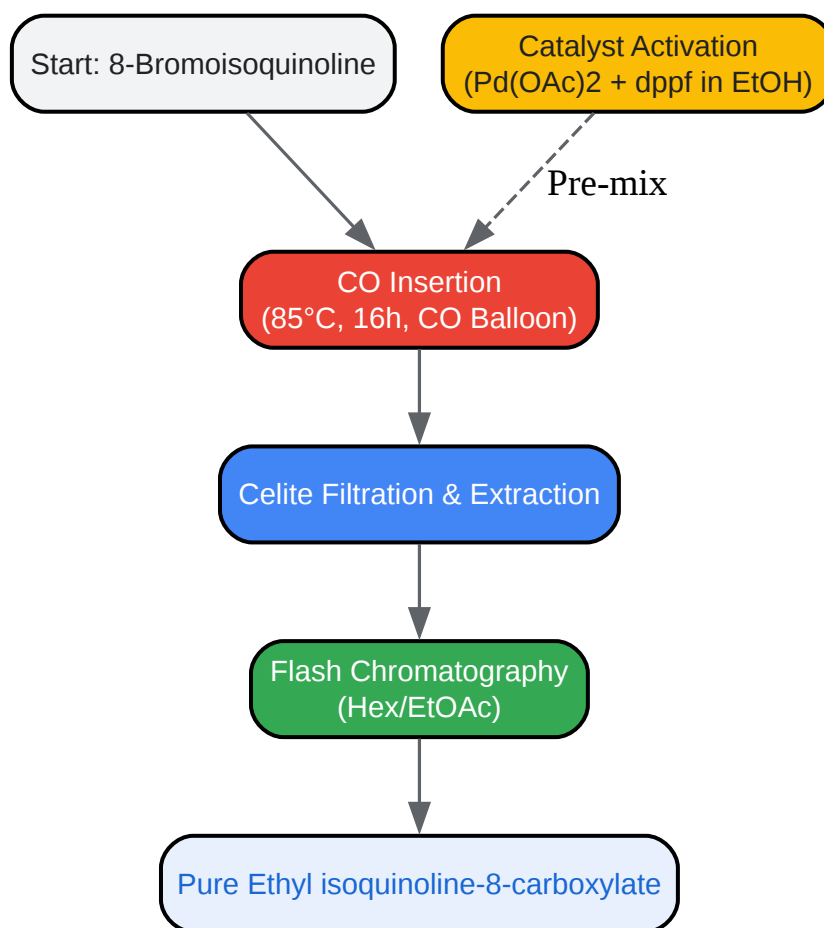 Start: 8-Bromoisoquinoline
Catalyst Activation
(Pd(OAc)2 + dppf in EtOH)
Pre-mix
CO Insertion
(85°C, 16h, CO Balloon)
Celite Filtration & Extraction
Flash Chromatography
(Hex/EtOAc)
Pure Ethyl isoquinoline-8-carboxylate